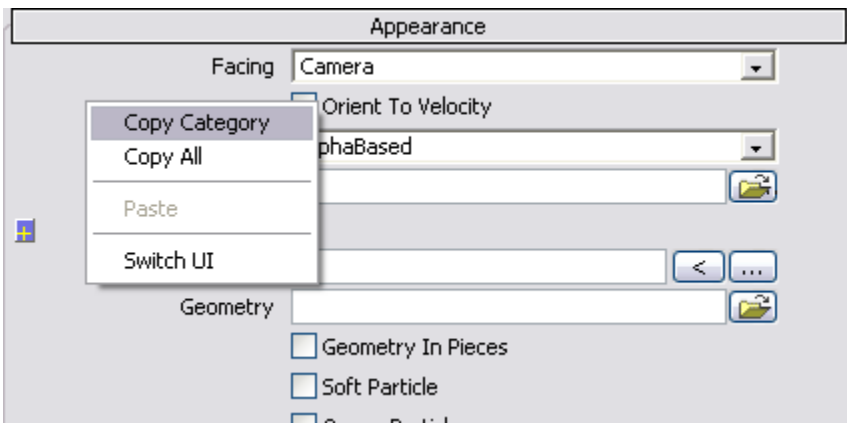 Appearance
Facing Camera
Orient To Velocity
Copy Category
phaBased
Copy All
Paste
Switch UI
< ...
Geometry
Geometry In Pieces
Soft Particle